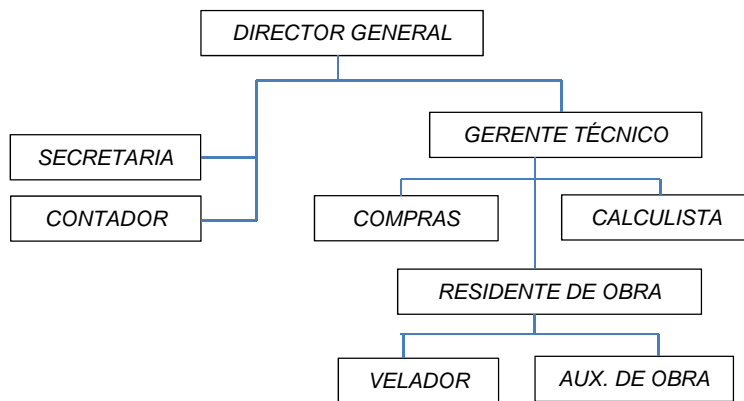 DIRECTOR GENERAL
GERENTE TÉCNICO
SECRETARIA
CONTADOR
COMPRAS
CALCULISTA
RESIDENTE DE OBRA
VELADOR
AUX. DE OBRA